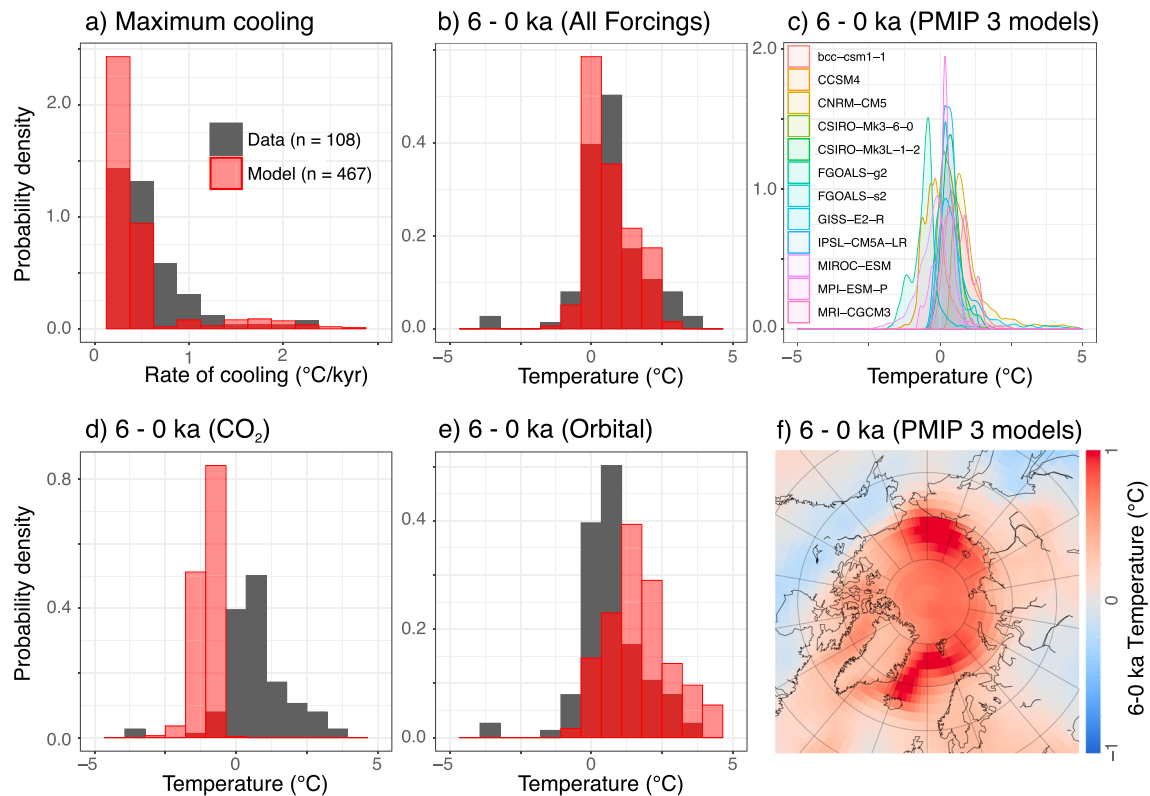 a) Maximum cooling
Probability density
2.0
1.0
0.0
Data (n = 108)
Model (n = 467)
0 1 2
Rate of cooling (°C/kyr)
b) 6 - 0 ka (All Forcings)
0.4
0.2
0.0
−5 0 5
Temperature (°C)
c) 6 - 0 ka (PMIP 3 models)
2.0
1.0
0.0
bcc−csm1−1
CCSM4
CNRM−CM5
CSIRO−Mk3−6−0
CSIRO−Mk3L−1−2
FGOALS−g2
FGOALS−s2
GISS−E2−R
IPSL−CM5A−LR
MIROC−ESM
MPI−ESM−P
MRI−CGCM3
−5 0 5
Temperature (°C)
d) 6 - 0 ka (CO₂)
Probability density
0.8
0.4
0.0
−5 0 5
Temperature (°C)
e) 6 - 0 ka (Orbital)
0.4
0.2
0.0
−5 0 5
Temperature (°C)
f) 6 - 0 ka (PMIP 3 models)
1
0
−1
6-0 ka Temperature (°C)